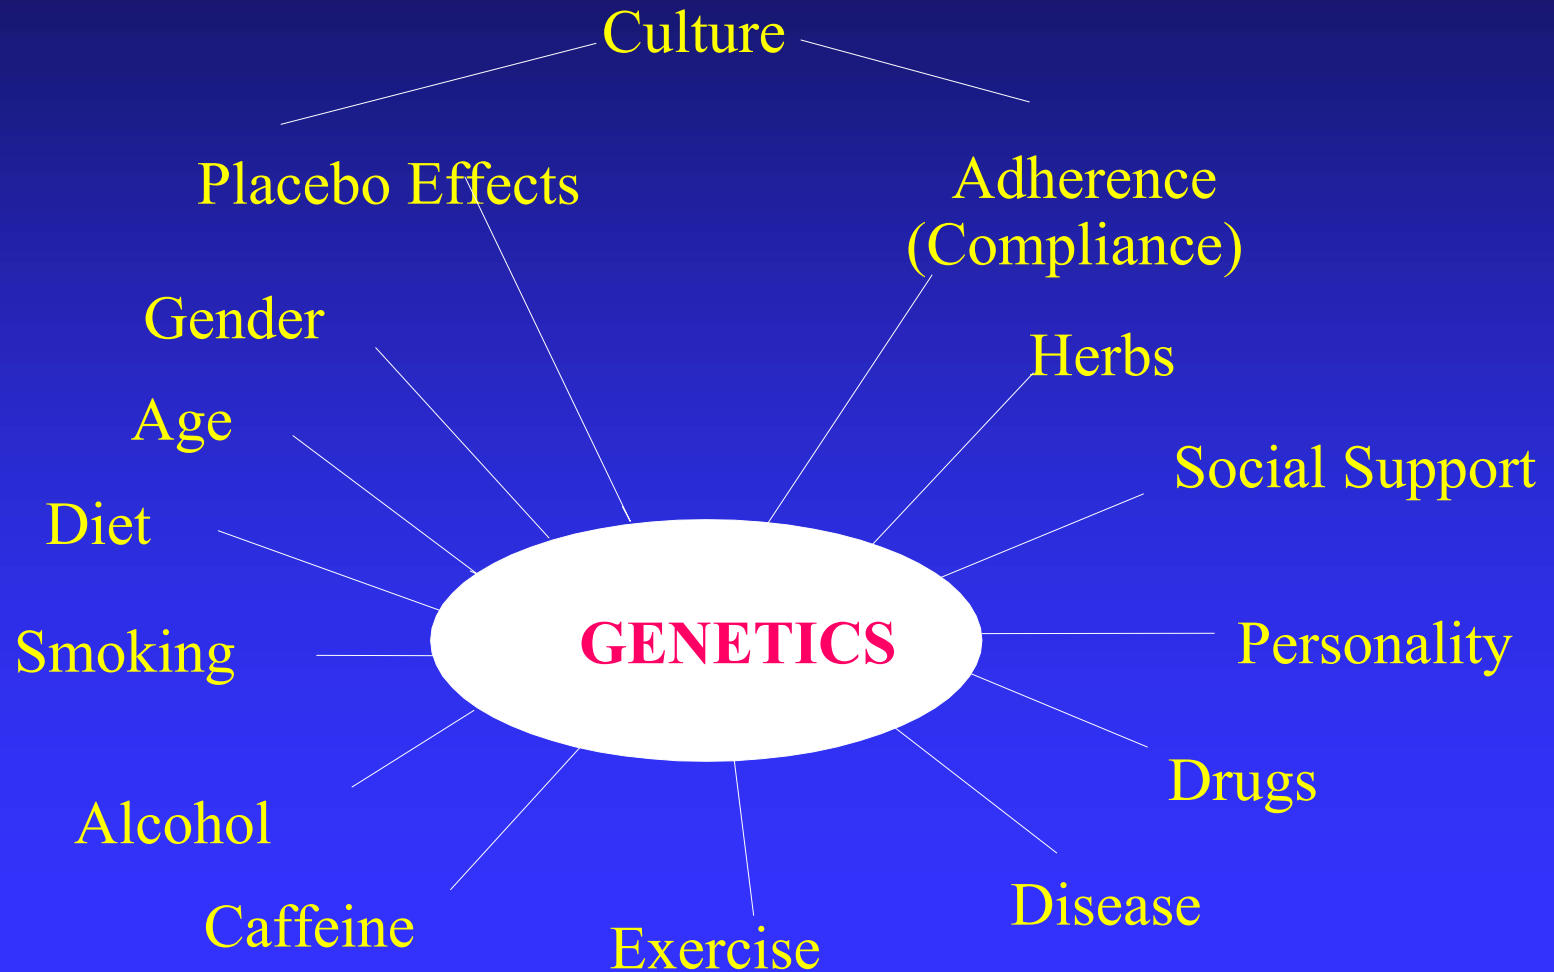 Culture
Placebo Effects
Adherence
(Compliance)
Gender
Herbs
Age
Social Support
Diet
GENETICS
Personality
Smoking
Drugs
Alcohol
Disease
Caffeine
Exercise